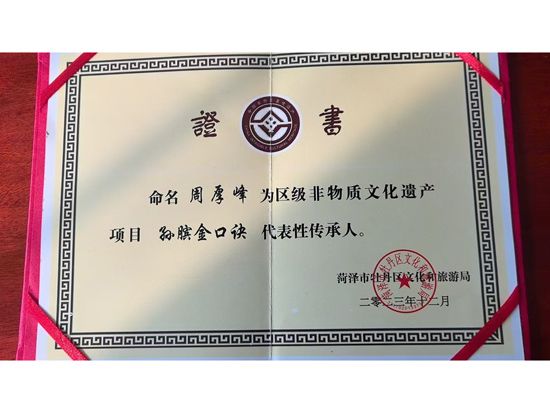 證書
命名 周厚峰 为区级非物质文化遗产
项目 孙膑金口诀 代表性传承人。
菏泽市牡丹区文化和旅游局
二零二三年十二月